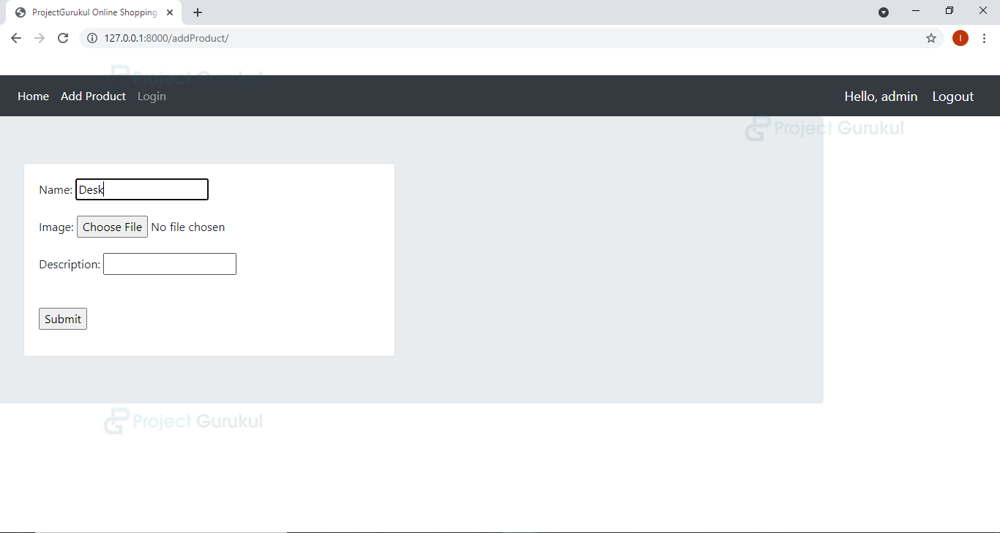 ProjectGurukul Online Shopping
127.0.0.1:8000/addProduct/
I
Project Gurukul
Home Add Product Login Hello, admin Logout
Project Gurukul
Name: Desk
Image: Choose File No file chosen
Description:
Submit
Project Gurukul